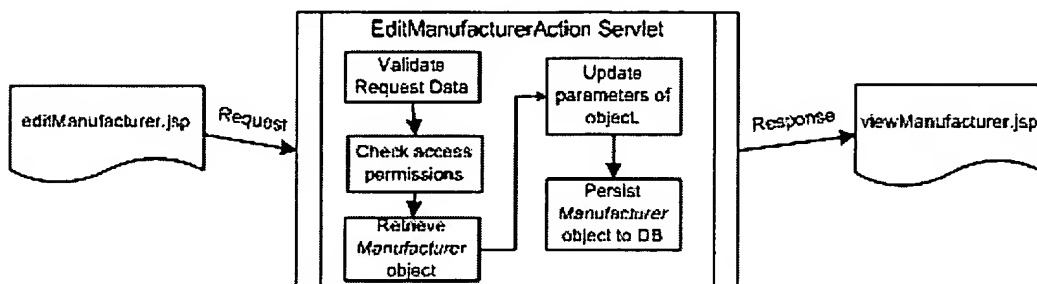 EditManufacturerAction Servlet
editManufacturer.jsp
Request
Validate
Request Data
Check access
permissions
Retrieve
Manufacturer
object
Update
parameters of
object.
Persist
Manufacturer
object to DB
Response
viewManufacturer.jsp